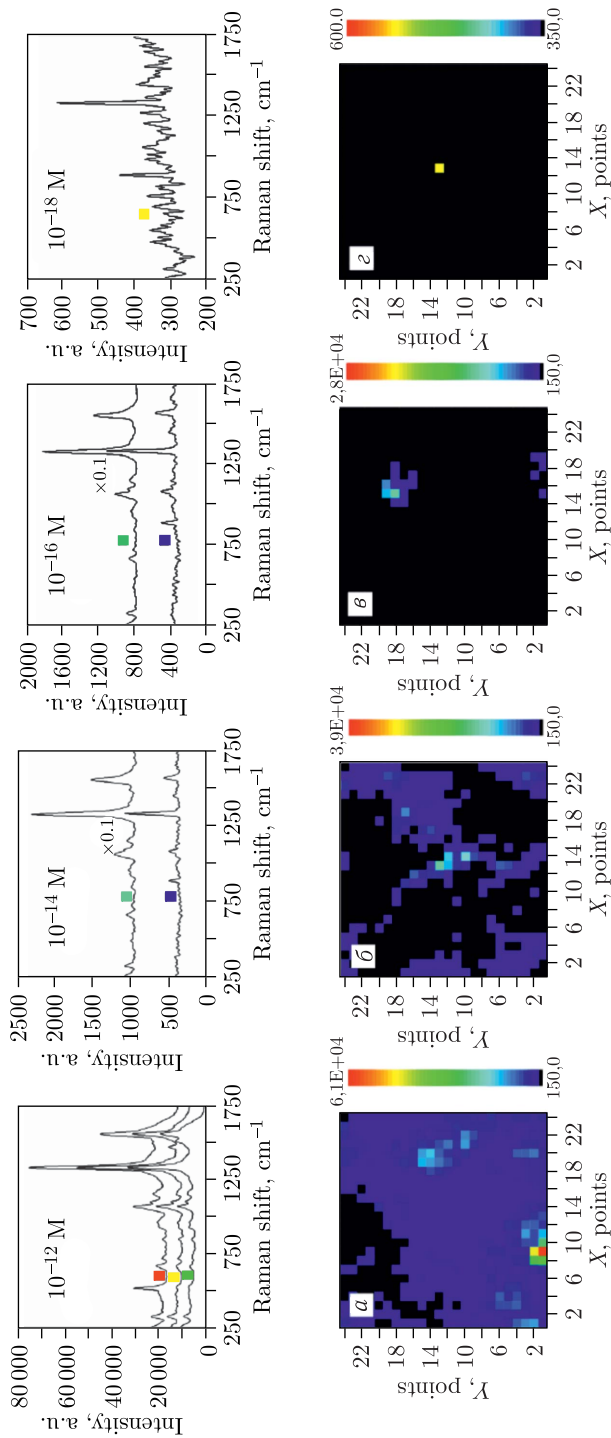 80 000
60 000
40 000
20 000
0
Intensity, a.u.
10⁻¹² M
250 750 1250 1750
Raman shift, cm⁻¹
2500
2000
1500
1000
500
0
Intensity, a.u.
10⁻¹⁴ M
×0.1
250 750 1250 1750
Raman shift, cm⁻¹
2000
1600
1200
800
400
0
Intensity, a.u.
10⁻¹⁶ M
×0.1
250 750 1250 1750
Raman shift, cm⁻¹
700
600
500
400
300
200
Intensity, a.u.
10⁻¹⁸ M
250 750 1250 1750
Raman shift, cm⁻¹
а
22
18
14
10
6
2
Y, points
2 6 10 14 18 22
X, points
6,1E+04
150,0
б
22
18
14
10
6
2
Y, points
2 6 10 14 18 22
X, points
3,9E+04
150,0
в
22
18
14
10
6
2
Y, points
2 6 10 14 18 22
X, points
2,8E+04
150,0
г
22
18
14
10
6
2
Y, points
2 6 10 14 18 22
X, points
600.0
350,0